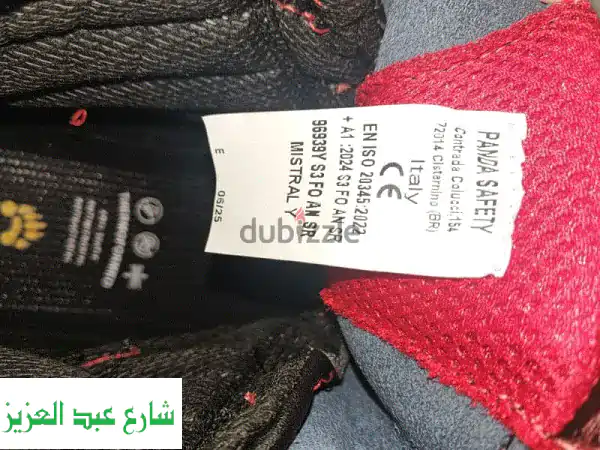 PANDA SAFETY
Contrada Colucci,154
72014 Cisternino (BR)
Italy
CE
EN ISO 20345:2022
+ A1:2024 S3 FO AN SR
96939Y S3 FO AN SR
MISTRAL Y
E 06/25
dubizzle
شارع عبد العزيز